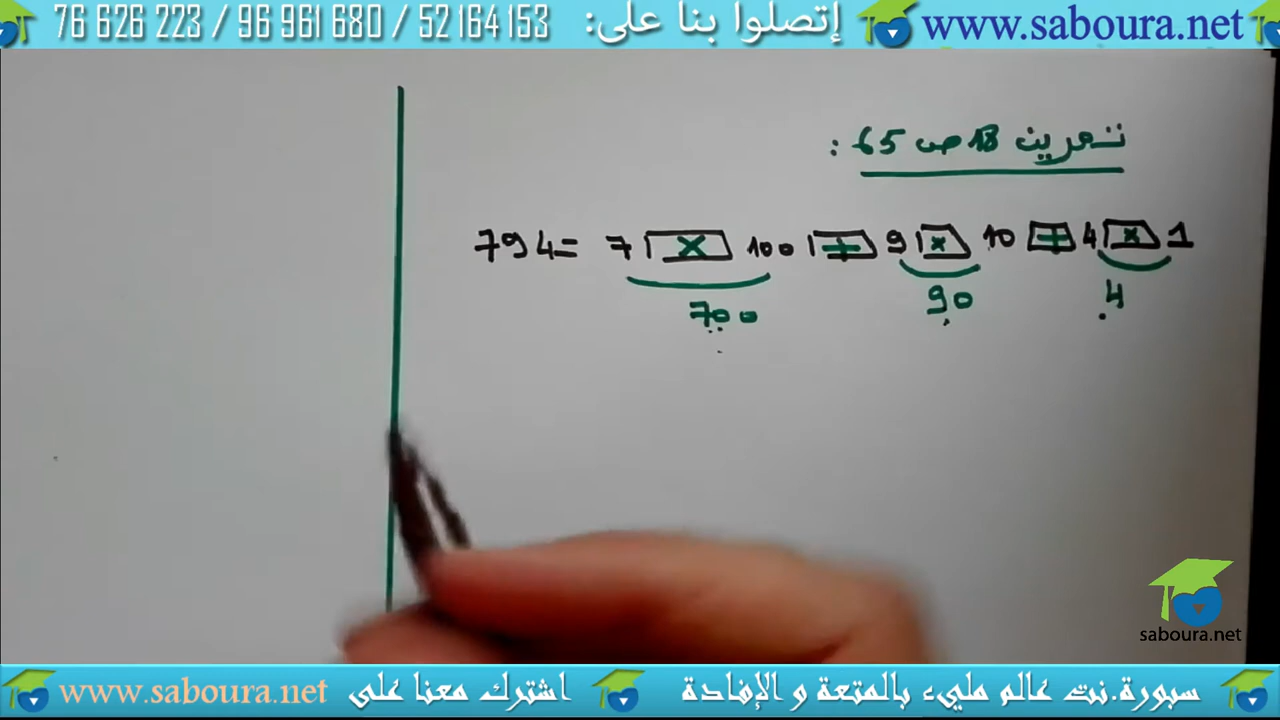 76 626 223 / 96 961 680 / 52 164 153 إتصلوا بنا على: www.saboura.net
تمرين 18 ص 65 :
794= 7 × 100 + 9 × 10 + 4 × 1
700 90 4
saboura.net
سبورة.نت عالم مليء بالمتعة و الإفادة اشترك معنا على www.saboura.net